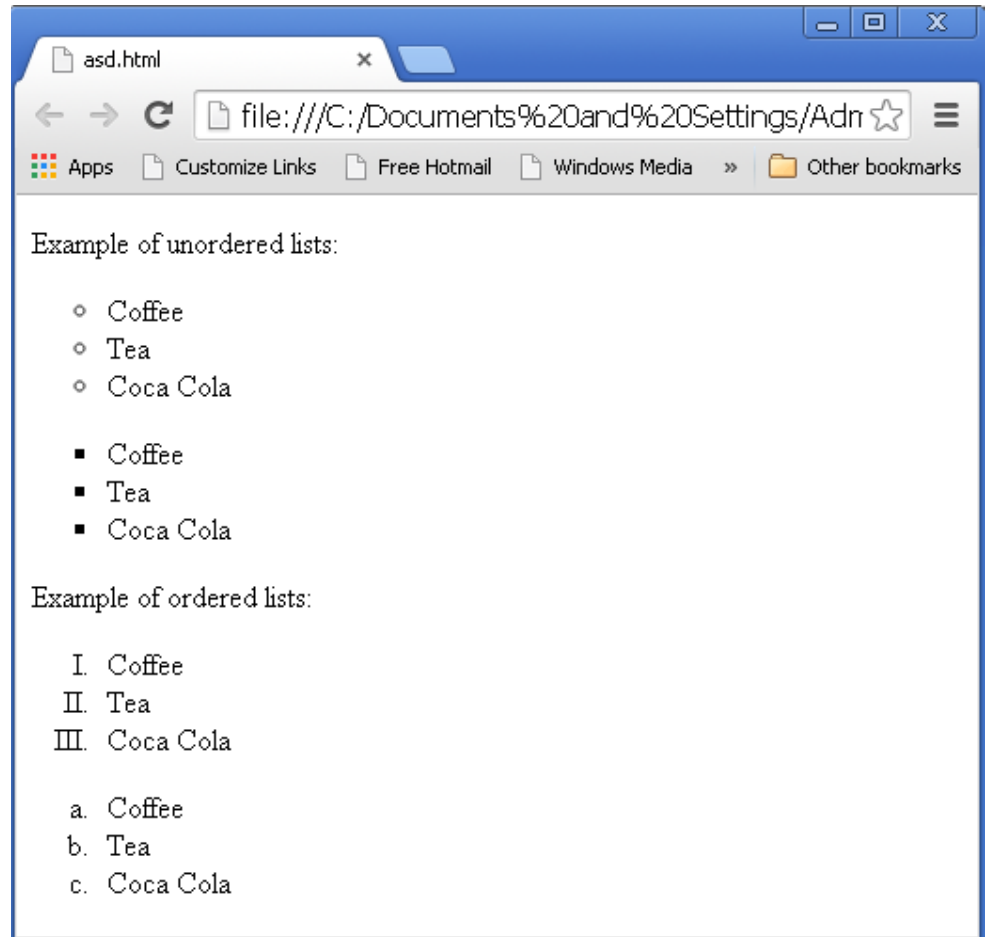 asd.html
file:///C:/Documents%20and%20Settings/Adm
Apps Customize Links Free Hotmail Windows Media » Other bookmarks
Example of unordered lists:
Coffee
Tea
Coca Cola
Coffee
Tea
Coca Cola
Example of ordered lists:
I. Coffee
II. Tea
III. Coca Cola
a. Coffee
b. Tea
c. Coca Cola